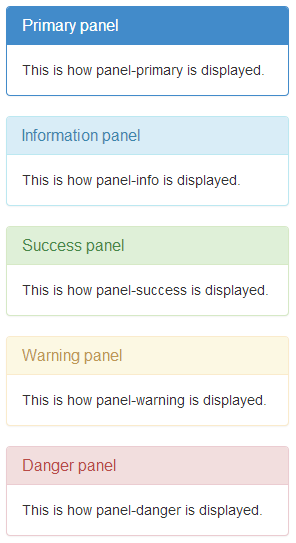 Primary panel
This is how panel-primary is displayed.
Information panel
This is how panel-info is displayed.
Success panel
This is how panel-success is displayed.
Warning panel
This is how panel-warning is displayed.
Danger panel
This is how panel-danger is displayed.